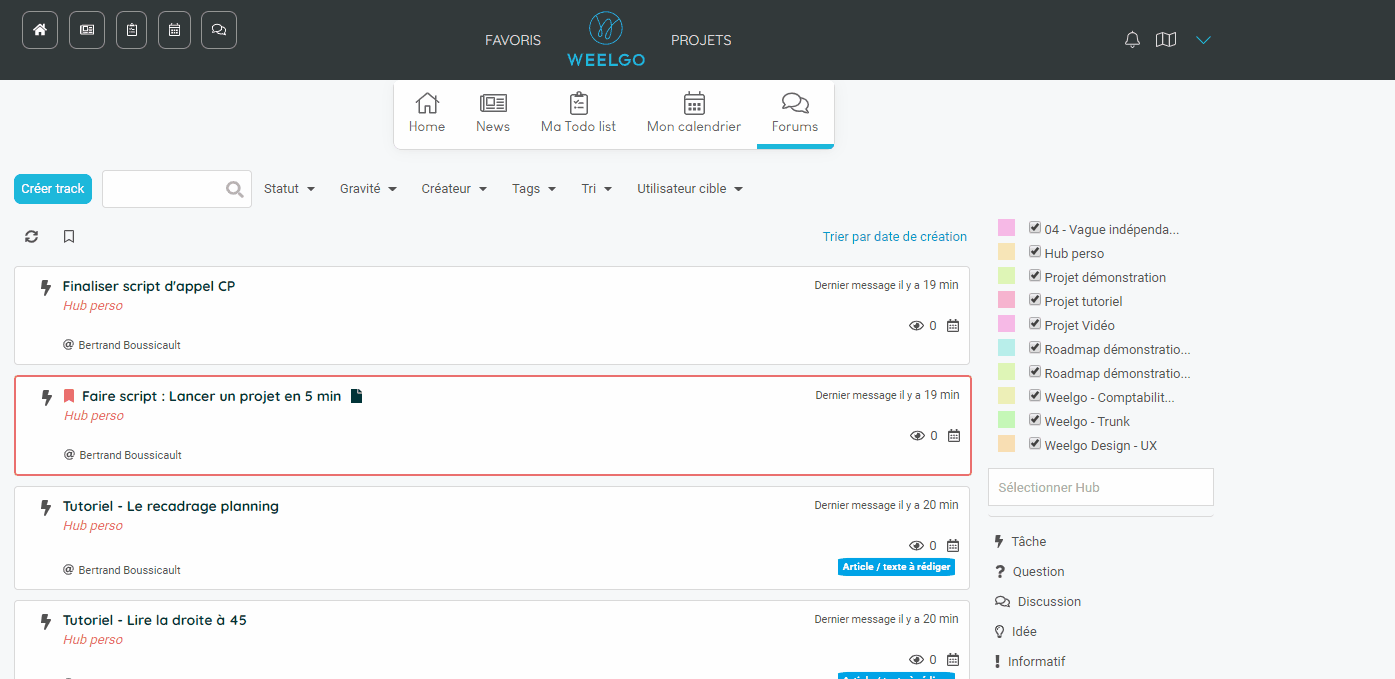 FAVORIS
WEELGO
PROJETS
Home
News
Ma Todo list
Mon calendrier
Forums
Créer track
Statut
Gravité
Créateur
Tags
Tri
Utilisateur cible
Trier par date de création
Finaliser script d'appel CP
Dernier message il y a 19 min
Hub perso
0
@ Bertrand Boussicault
Faire script : Lancer un projet en 5 min
Dernier message il y a 19 min
Hub perso
0
@ Bertrand Boussicault
Tutoriel - Le recadrage planning
Dernier message il y a 20 min
Hub perso
0
@ Bertrand Boussicault
Article / texte à rédiger
Tutoriel - Lire la droite à 45
Dernier message il y a 20 min
Hub perso
0
Article / texte à rédiger
04 - Vague indépenda...
Hub perso
Projet démonstration
Projet tutoriel
Projet Vidéo
Roadmap démonstratio...
Roadmap démonstratio...
Weelgo - Comptabilit...
Weelgo - Trunk
Weelgo Design - UX
Sélectionner Hub
Tâche
? Question
Discussion
Idée
! Informatif